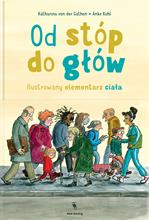 Katharina von der Gathen • Anke Kuhl
Od stóp
do głów
Ilustrowany elementarz ciała